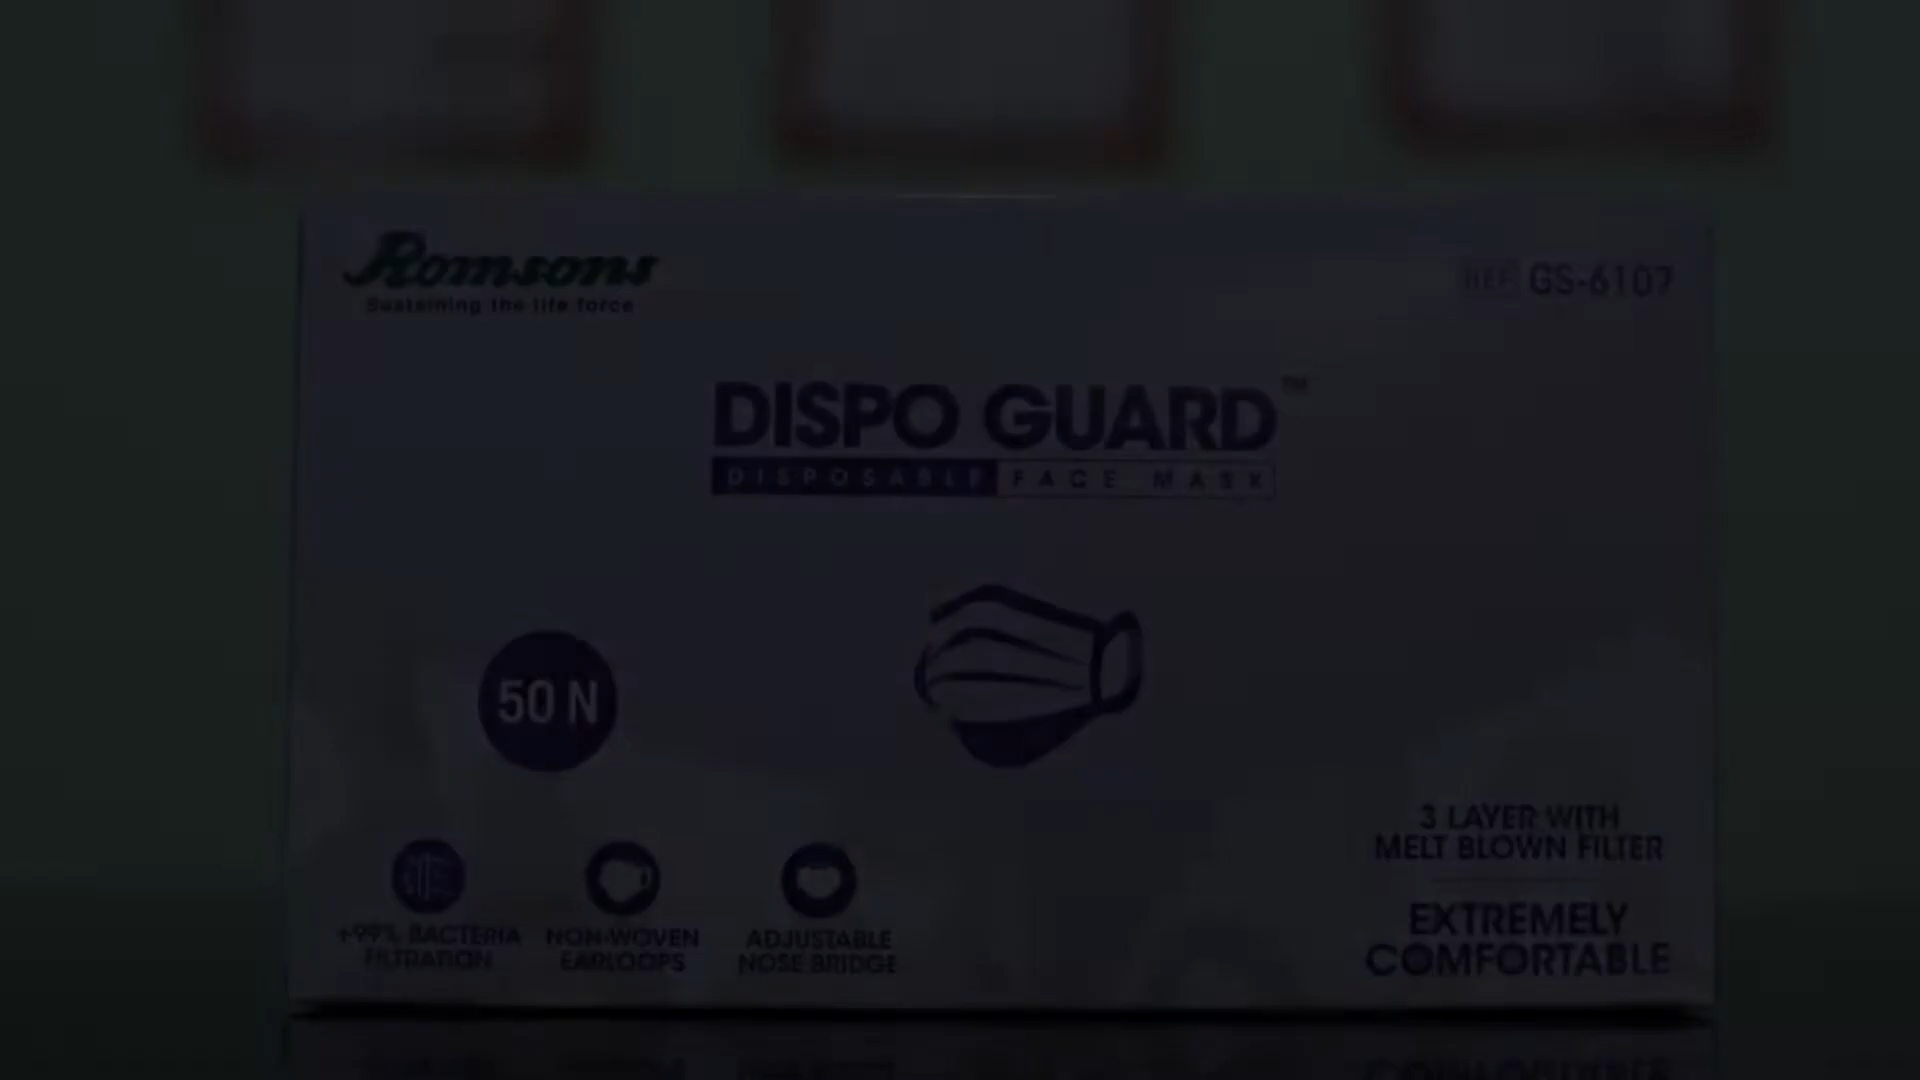 Romsons
Sustaining the life force
REF GS-6107
DISPO GUARD™
DISPOSABLE FACE MASK
50 N
+99% BACTERIA
FILTRATION
NON-WOVEN
EARLOOPS
ADJUSTABLE
NOSE BRIDGE
3 LAYER WITH
MELT BLOWN FILTER
EXTREMELY
COMFORTABLE